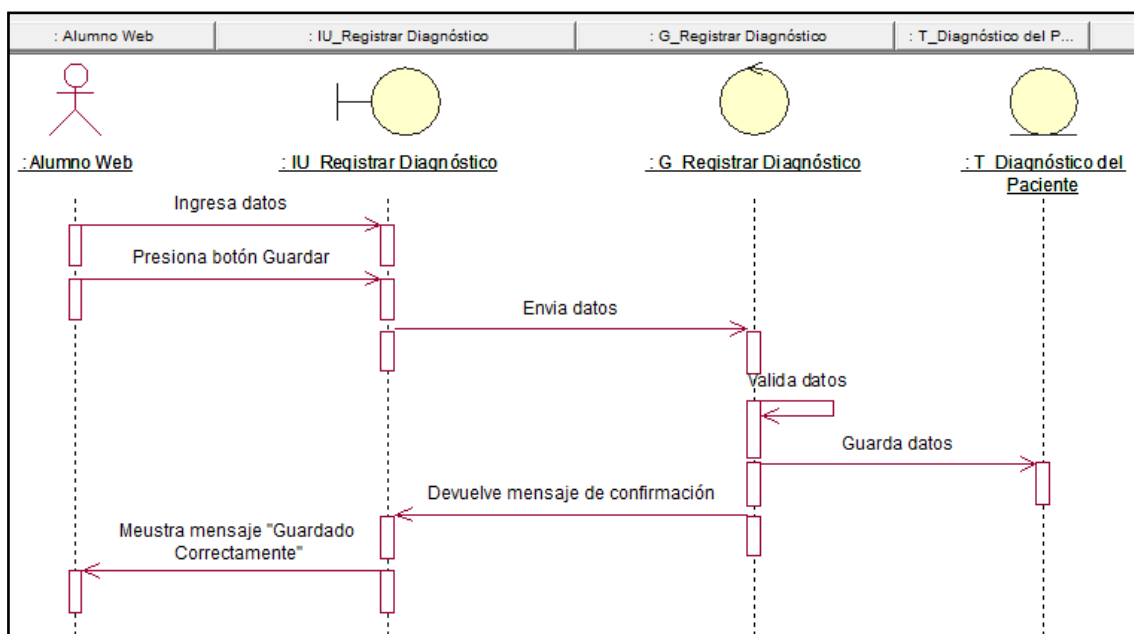 : Alumno Web
: IU_Registrar Diagnóstico
: G_Registrar Diagnóstico
: T_Diagnóstico del P...
: Alumno Web
: IU_Registrar Diagnóstico
: G_Registrar Diagnóstico
: T_Diagnóstico del
Paciente
Ingresa datos
Presiona botón Guardar
Envia datos
Valida datos
Guarda datos
Devuelve mensaje de confirmación
Meustra mensaje "Guardado
Correctamente"